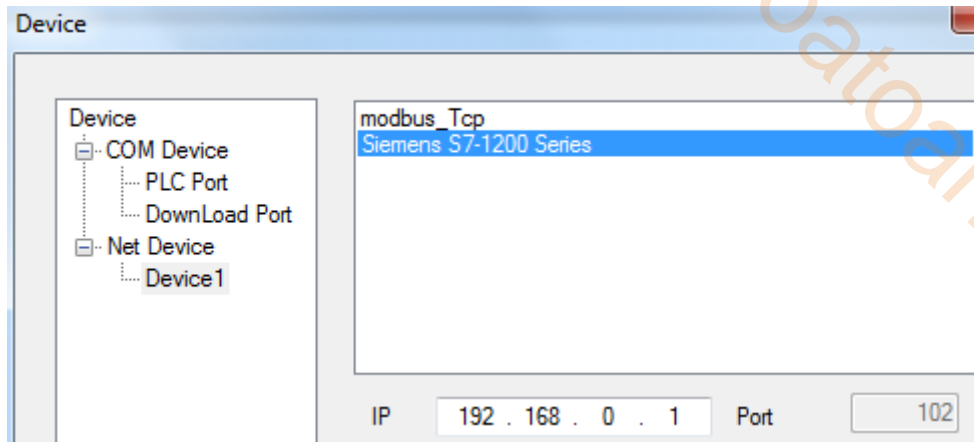 Device
Device
COM Device
PLC Port
DownLoad Port
Net Device
Device1
modbus_Tcp
Siemens S7-1200 Series
IP 192 . 168 . 0 . 1 Port 102